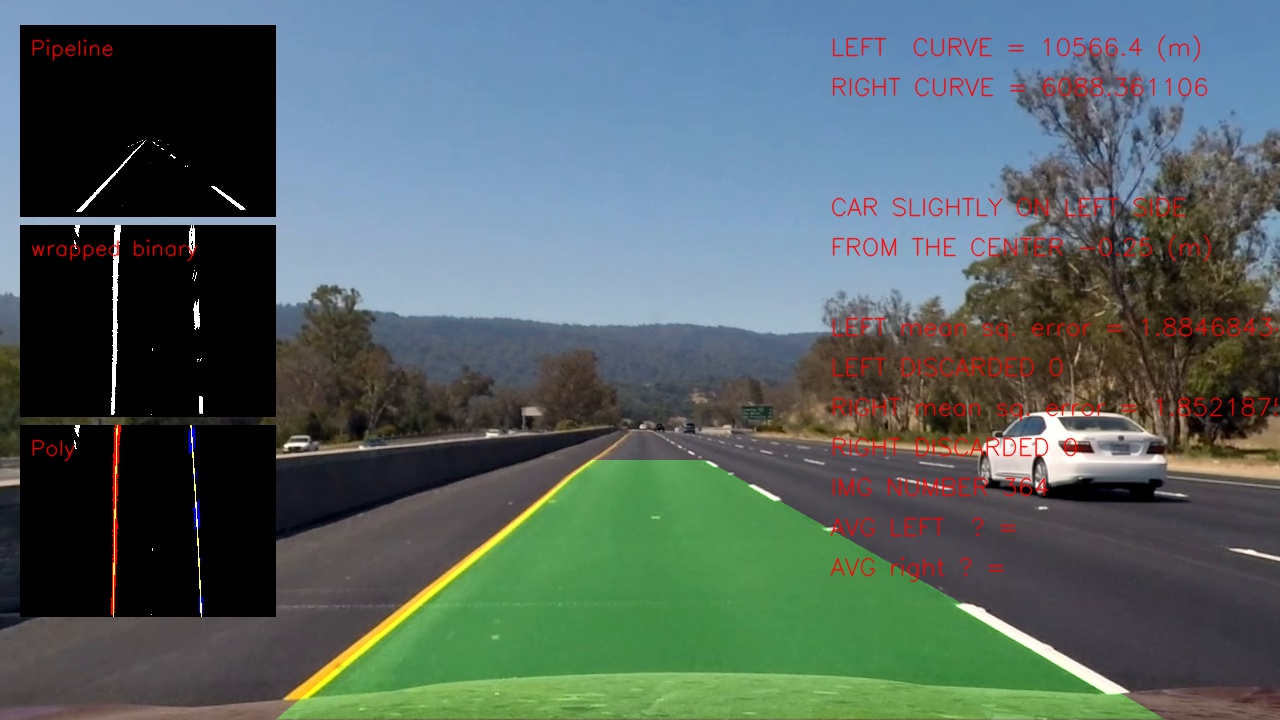 Pipeline
wrapped binary
Poly
LEFT CURVE = 10566.4 (m)
RIGHT CURVE = 6088.361106
CAR SLIGHTLY ON LEFT SIDE
FROM THE CENTER -0.25 (m)
LEFT mean sq. error = 1.8846843
LEFT DISCARDED 0
RIGHT mean sq. error = 1.852187
RIGHT DISCARDED 0
IMG NUMBER 364
AVG LEFT ? =
AVG right ? =